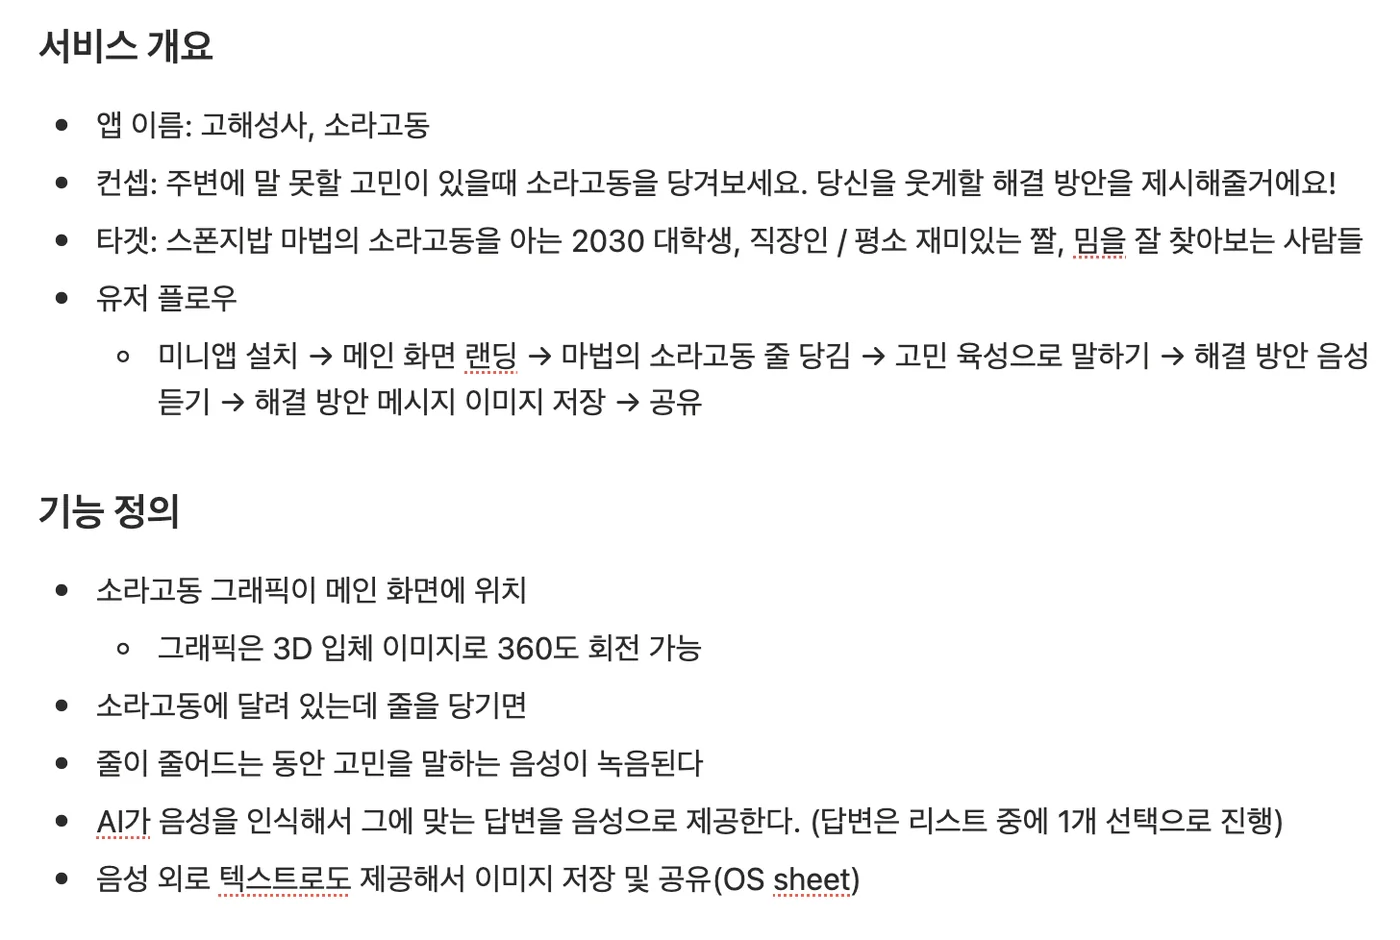 서비스 개요
• 앱 이름: 고해성사, 소라고동
• 컨셉: 주변에 말 못할 고민이 있을때 소라고동을 당겨보세요. 당신을 웃게할 해결 방안을 제시해줄거에요!
• 타겟: 스폰지밥 마법의 소라고동을 아는 2030 대학생, 직장인 / 평소 재미있는 짤, 밈을 잘 찾아보는 사람들
• 유저 플로우
◦ 미니앱 설치 → 메인 화면 랜딩 → 마법의 소라고동 줄 당김 → 고민 육성으로 말하기 → 해결 방안 음성
듣기 → 해결 방안 메시지 이미지 저장 → 공유
기능 정의
• 소라고동 그래픽이 메인 화면에 위치
◦ 그래픽은 3D 입체 이미지로 360도 회전 가능
• 소라고동에 달려 있는데 줄을 당기면
• 줄이 줄어드는 동안 고민을 말하는 음성이 녹음된다
• AI가 음성을 인식해서 그에 맞는 답변을 음성으로 제공한다. (답변은 리스트 중에 1개 선택으로 진행)
• 음성 외로 텍스트로도 제공해서 이미지 저장 및 공유(OS sheet)